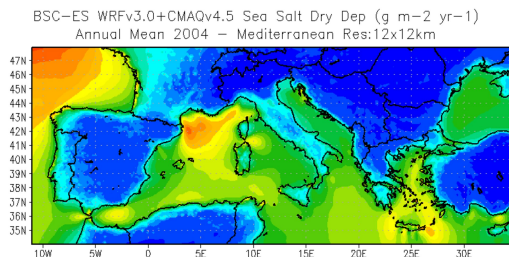 BSC-ES WRFv3.0+CMAQv4.5 Sea Salt Dry Dep (g m-2 yr-1)
Annual Mean 2004 - Mediterranean Res:12x12km
47N
46N
45N
44N
43N
42N
41N
40N
39N
38N
37N
36N
35N
10W 5W 0 5E 10E 15E 20E 25E 30E